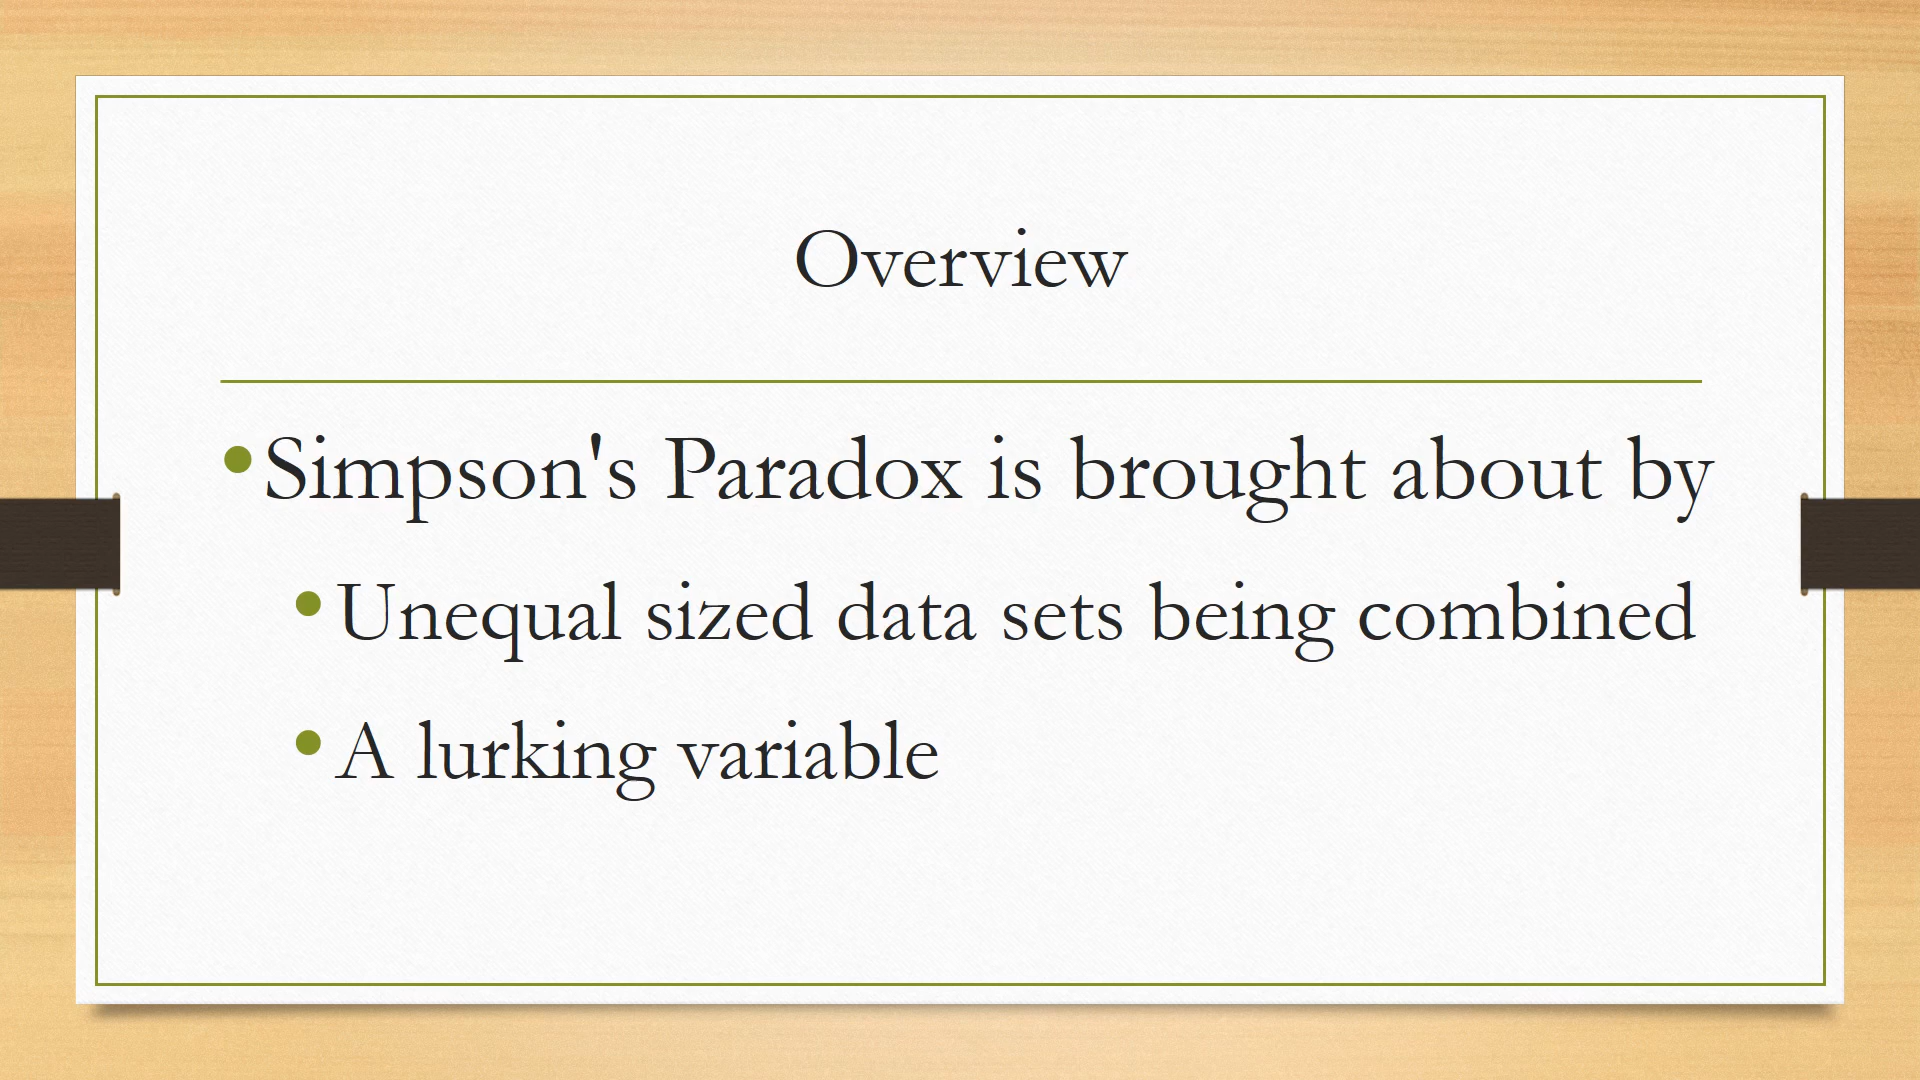 Overview
•Simpson's Paradox is brought about by
•Unequal sized data sets being combined
•A lurking variable